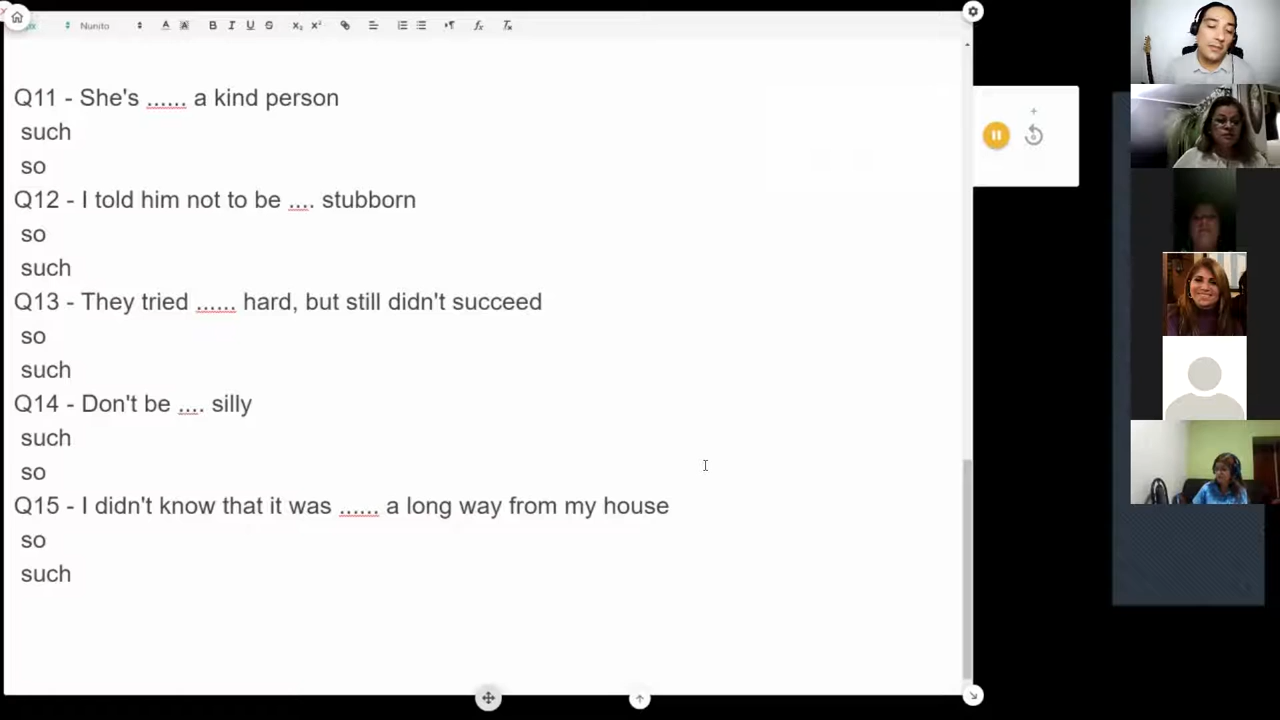 Nunito
Q11 - She's ...... a kind person
such
so
Q12 - I told him not to be .... stubborn
so
such
Q13 - They tried ...... hard, but still didn't succeed
so
such
Q14 - Don't be .... silly
such
so
Q15 - I didn't know that it was ...... a long way from my house
so
such